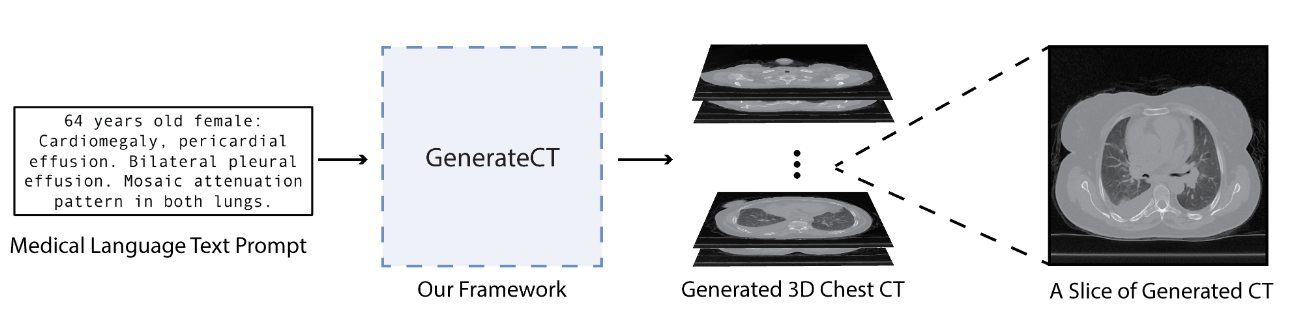 64 years old female:
Cardiomegaly, pericardial
effusion. Bilateral pleural
effusion. Mosaic attenuation
pattern in both lungs.
Medical Language Text Prompt
GenerateCT
Our Framework
Generated 3D Chest CT
A Slice of Generated CT